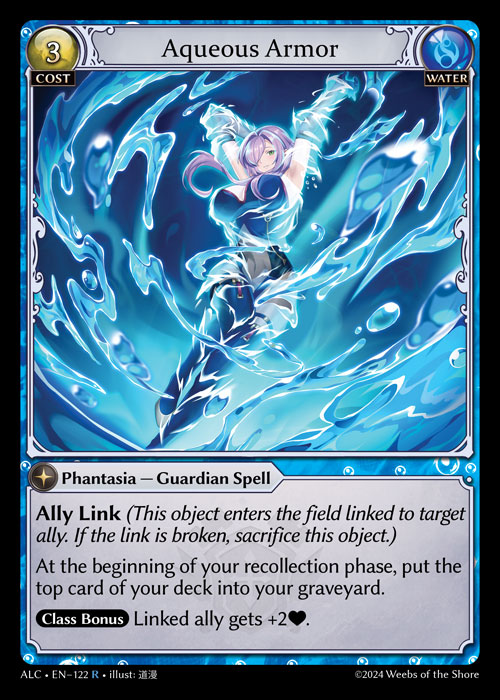 3
COST
Aqueous Armor
WATER
Phantasia — Guardian Spell
Ally Link (This object enters the field linked to target
ally. If the link is broken, sacrifice this object.)
At the beginning of your recollection phase, put the
top card of your deck into your graveyard.
Class Bonus Linked ally gets +2♥.
ALC • EN–122 R • illust: 道漫
©2024 Weebs of the Shore